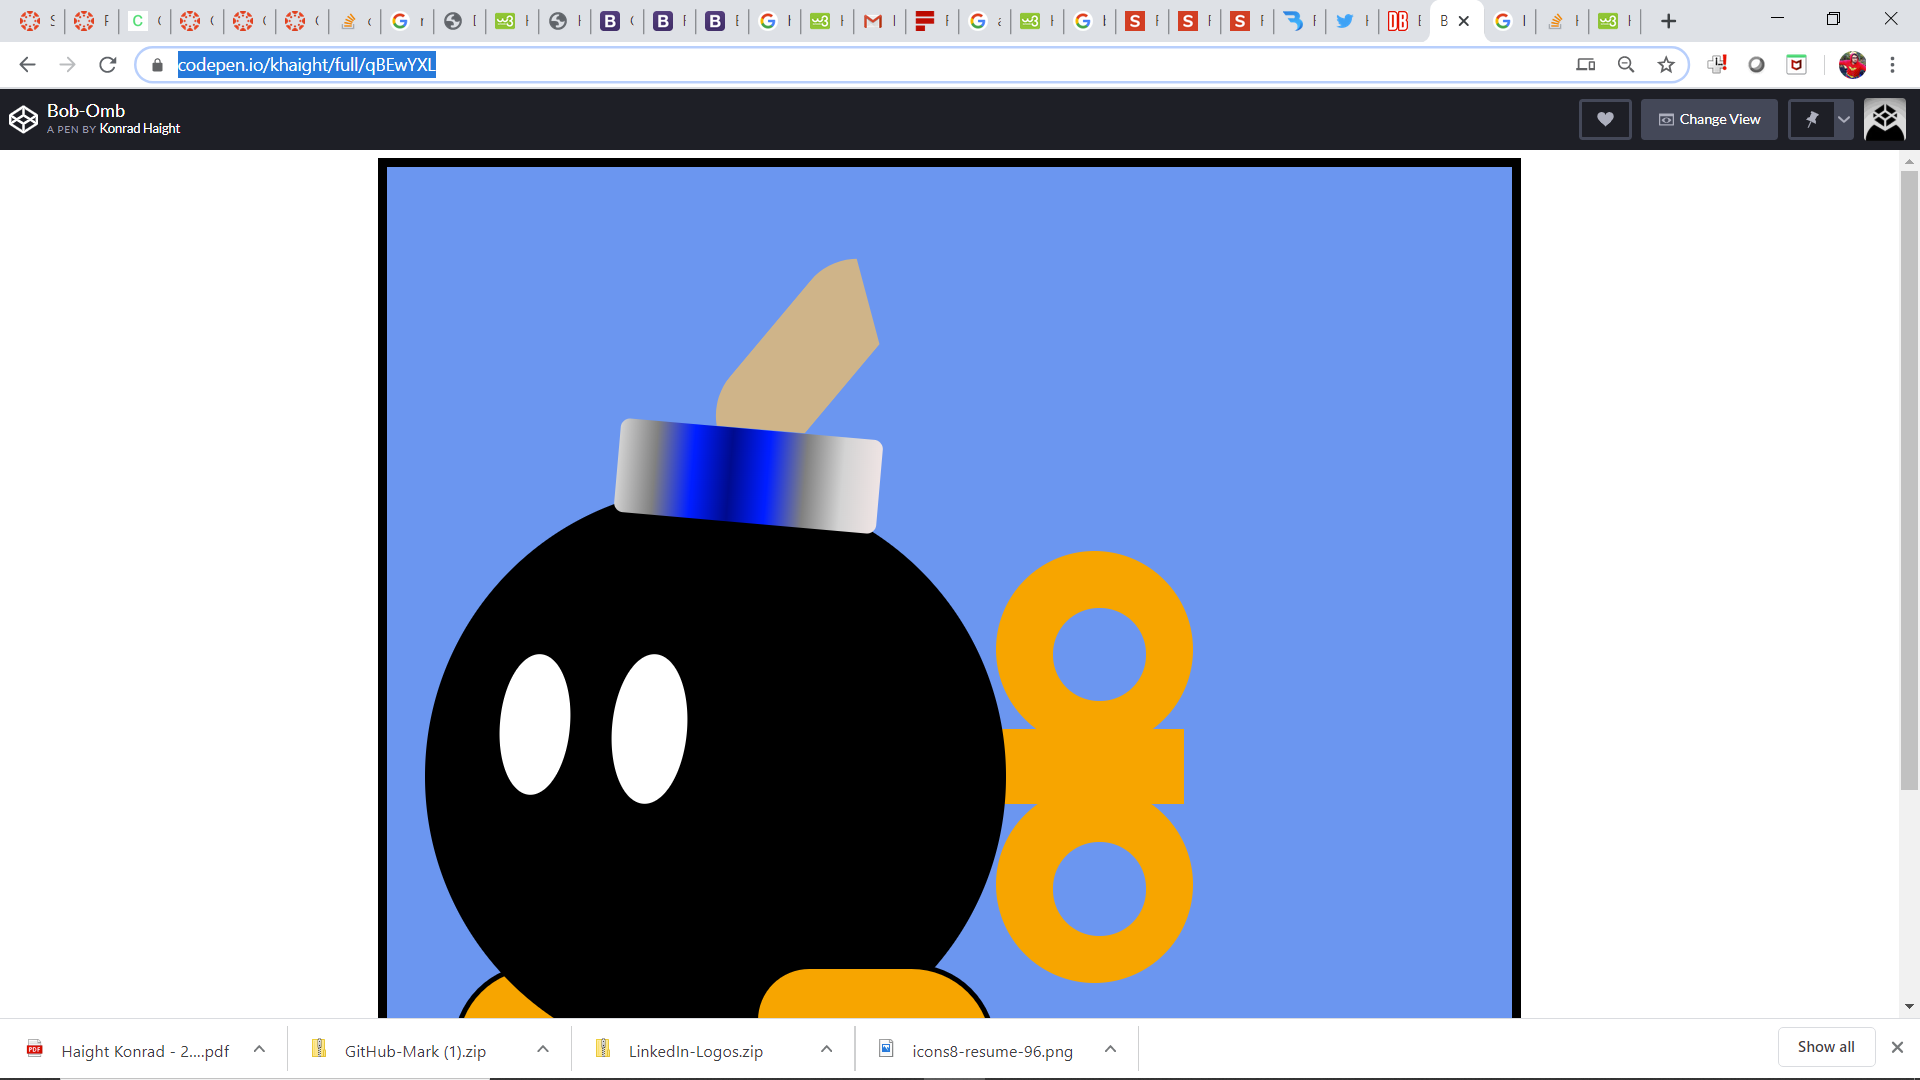 codepen.io/khaight/full/qBEwYXL
Bob-Omb
A PEN BY Konrad Haight
Change View
Haight Konrad - 2....pdf
GitHub-Mark (1).zip
LinkedIn-Logos.zip
icons8-resume-96.png
Show all